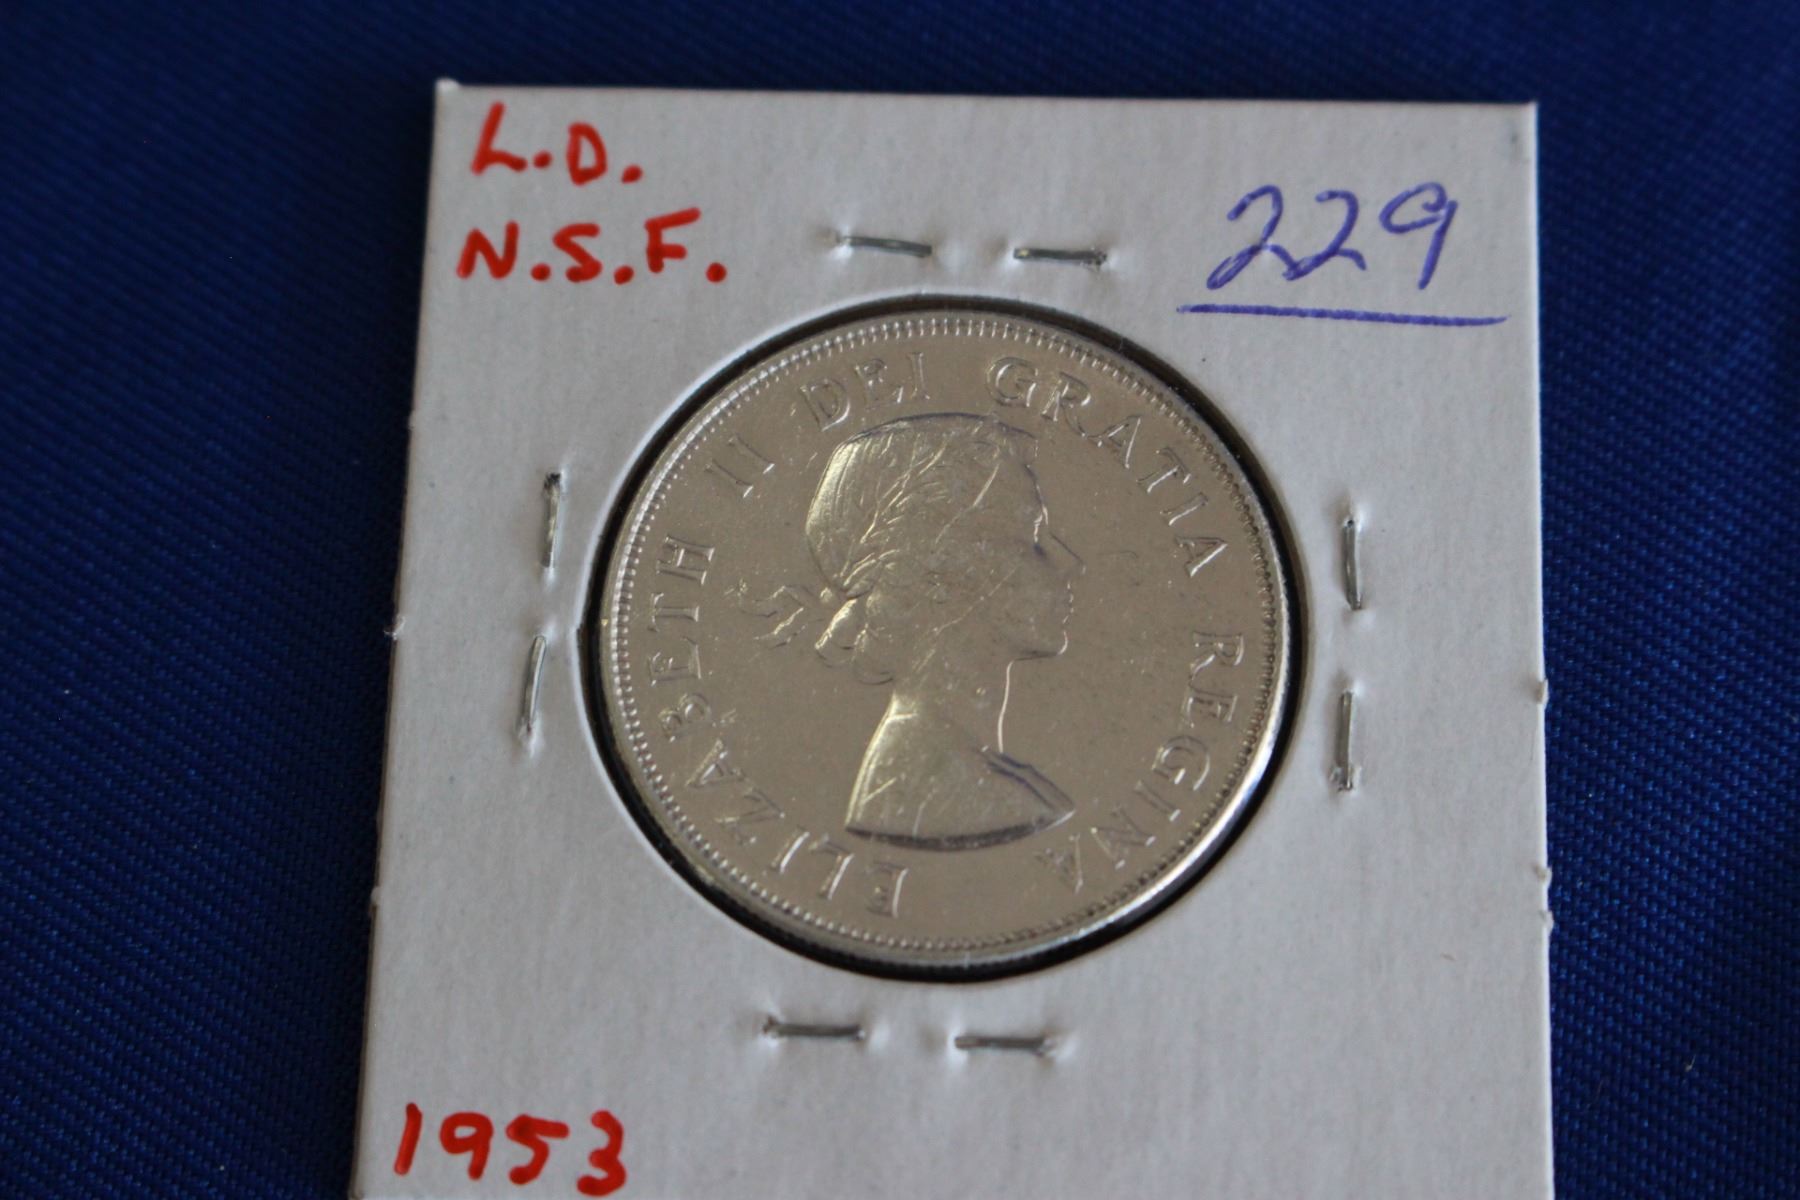 L.D.
N.S.F.
229
ELIZABETH II DEI GRATIA REGINA
1953